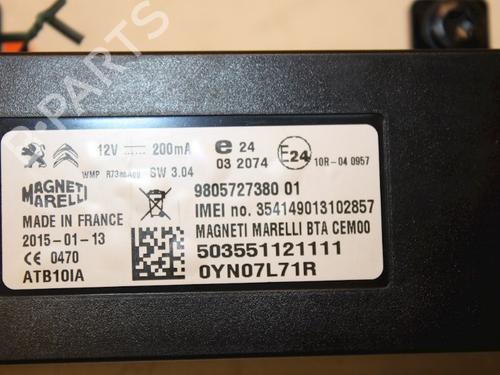 12V 200mA e 24
03 2074 E24 10R-04 0957
WMP SW 3.04
MAGNETI
MARELLI
9805727380 01
IMEI no. 354149013102857
MADE IN FRANCE
MAGNETI MARELLI BTA CEM00
2015-01-13
503551121111
CE 0470
0YN07L71R
ATB10IA
B-PARTS